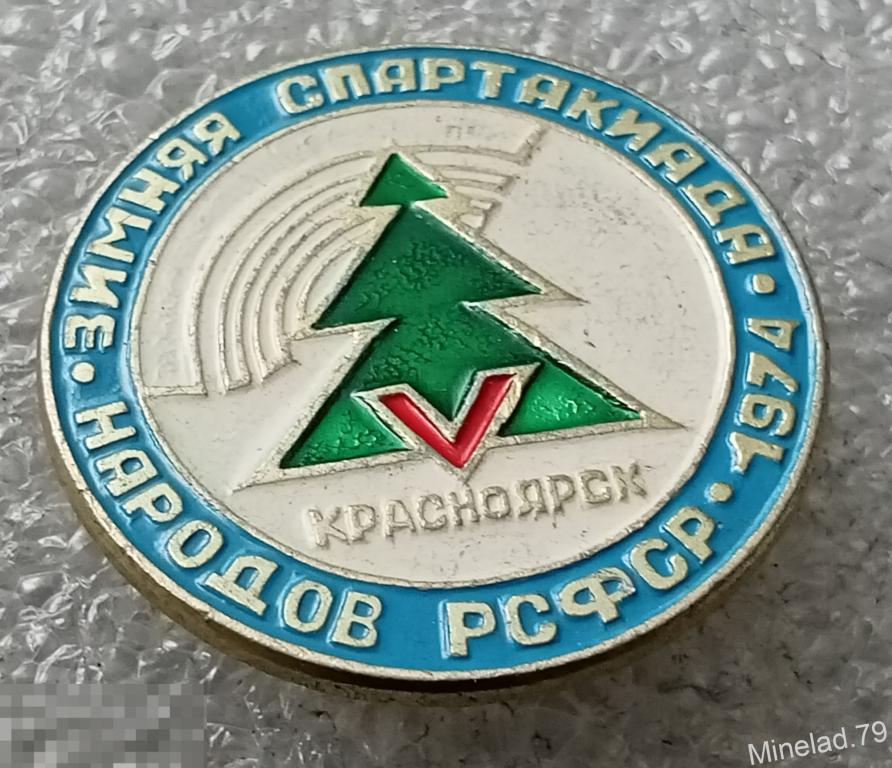 ЗИМНЯЯ СПАРТАКИАДА • 1974 •
НАРОДОВ РСФСР •
V
КРАСНОЯРСК
Minelad.79